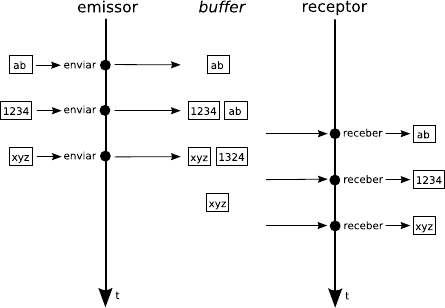 emissor buffer receptor
ab enviar ab
1234 enviar 1234 ab
receber ab
xyz enviar xyz 1324
receber 1234
xyz
receber xyz
t t